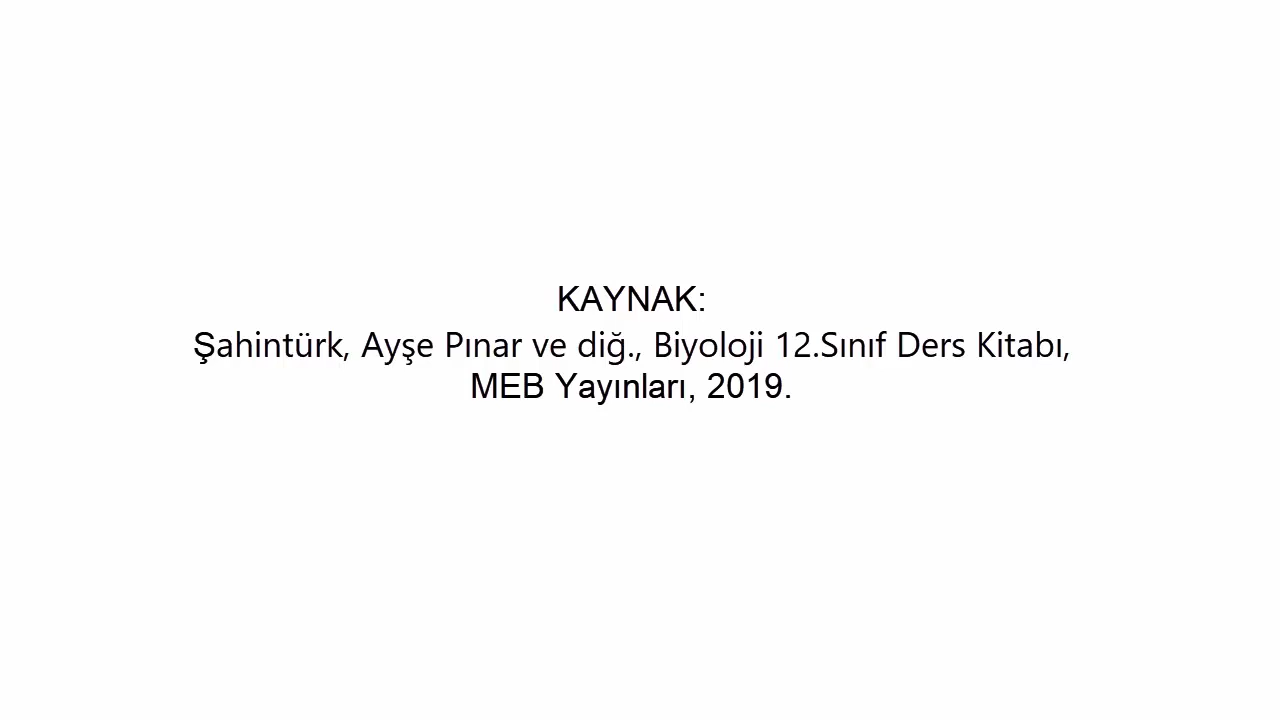 KAYNAK:
Şahintürk, Ayşe Pınar ve diğ., Biyoloji 12.Sınıf Ders Kitabı,
MEB Yayınları, 2019.